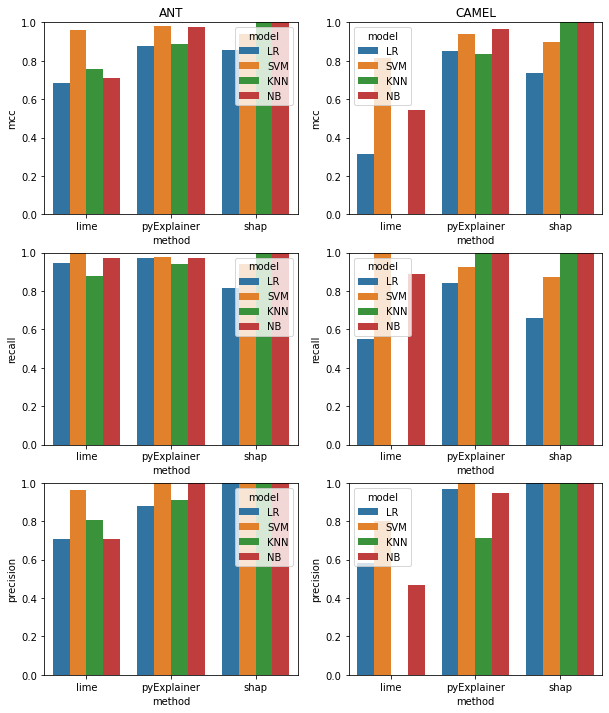 ANT
1.0
0.8
0.6
0.4
0.2
0.0
mcc
model
LR
SVM
KNN
NB
lime
pyExplainer
shap
method
CAMEL
1.0
0.8
0.6
0.4
0.2
0.0
mcc
model
LR
SVM
KNN
NB
lime
pyExplainer
shap
method
1.0
0.8
0.6
0.4
0.2
0.0
recall
model
LR
SVM
KNN
NB
lime
pyExplainer
shap
method
1.0
0.8
0.6
0.4
0.2
0.0
recall
model
LR
SVM
KNN
NB
lime
pyExplainer
shap
method
1.0
0.8
0.6
0.4
0.2
0.0
precision
model
LR
SVM
KNN
NB
lime
pyExplainer
shap
method
1.0
0.8
0.6
0.4
0.2
0.0
precision
model
LR
SVM
KNN
NB
lime
pyExplainer
shap
method